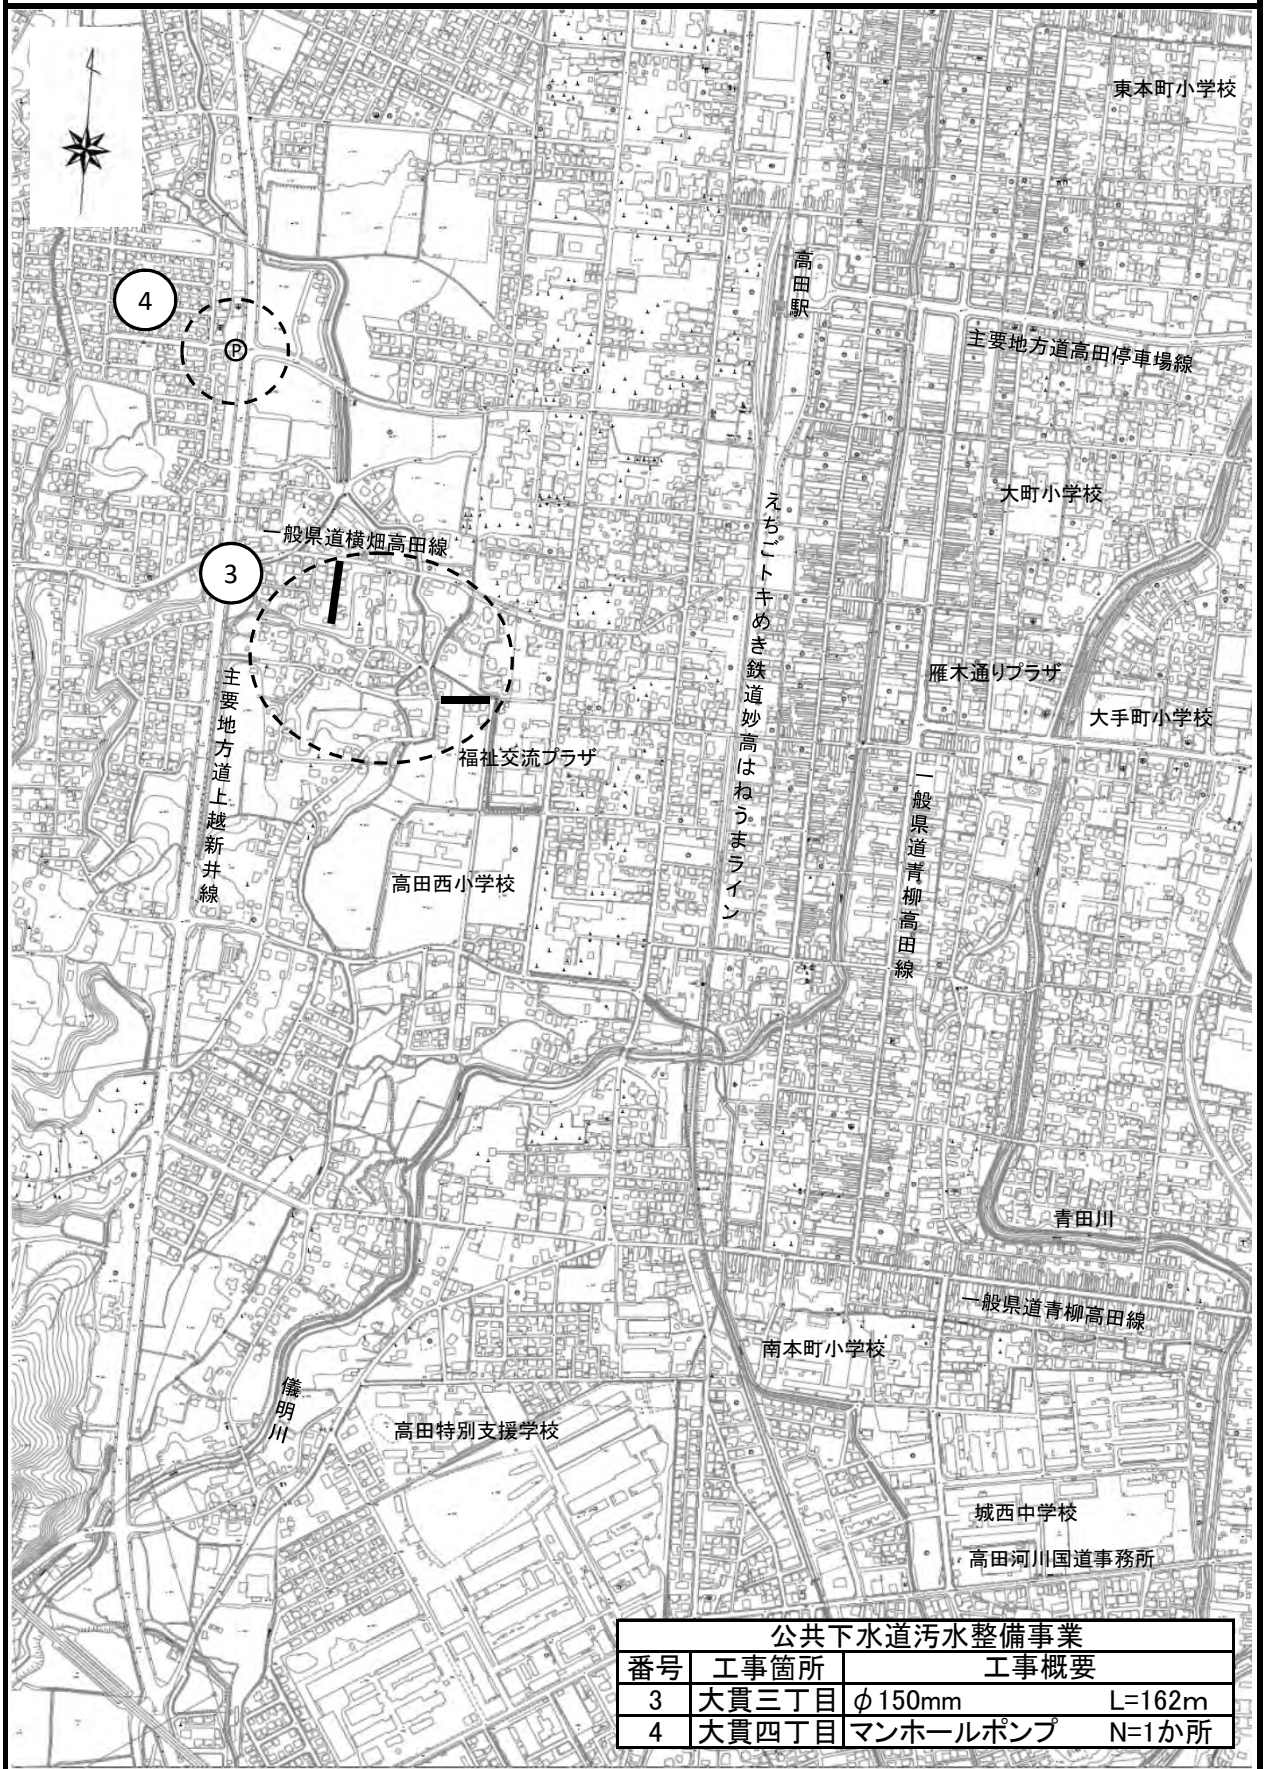 東本町小学校
高田駅
4
P
主要地方道高田停車場線
大町小学校
えちごトキめき鉄道妙高はねうまライン
一般県道横畑高田線
3
雁木通りプラザ
主要地方道上越新井線
大手町小学校
福祉交流プラザ
一般県道青柳高田線
高田西小学校
青田川
一般県道青柳高田線
南本町小学校
儀明川
高田特別支援学校
城西中学校
高田河川国道事務所
公共下水道汚水整備事業
番号 工事箇所 工事概要
3 大貫三丁目 φ150mm L=162m
4 大貫四丁目 マンホールポンプ N=1か所